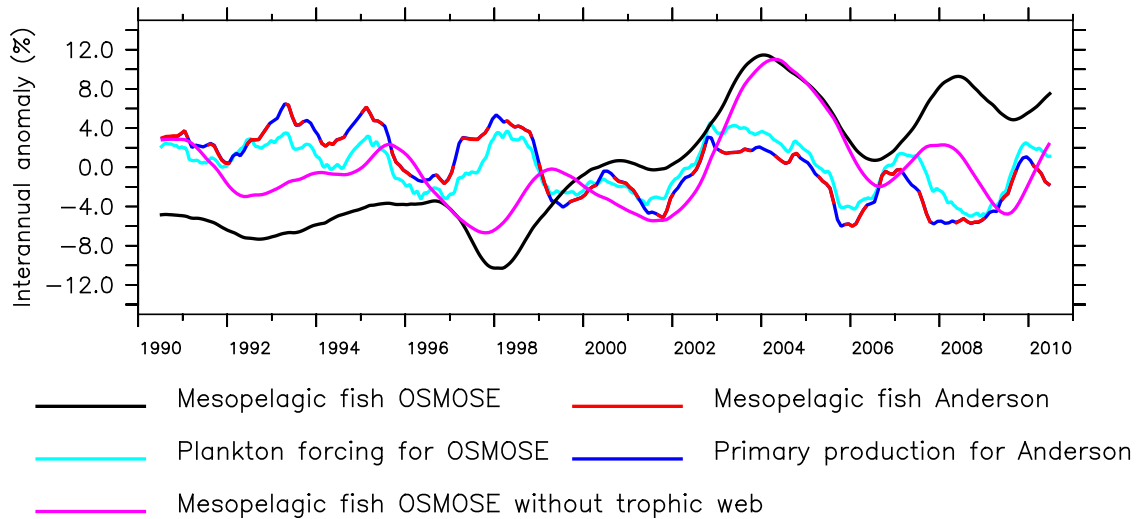 Interannual anomaly (%)
12.0
8.0
4.0
0.0
−4.0
−8.0
−12.0
1990 1992 1994 1996 1998 2000 2002 2004 2006 2008 2010
Mesopelagic fish OSMOSE Mesopelagic fish Anderson
Plankton forcing for OSMOSE Primary production for Anderson
Mesopelagic fish OSMOSE without trophic web